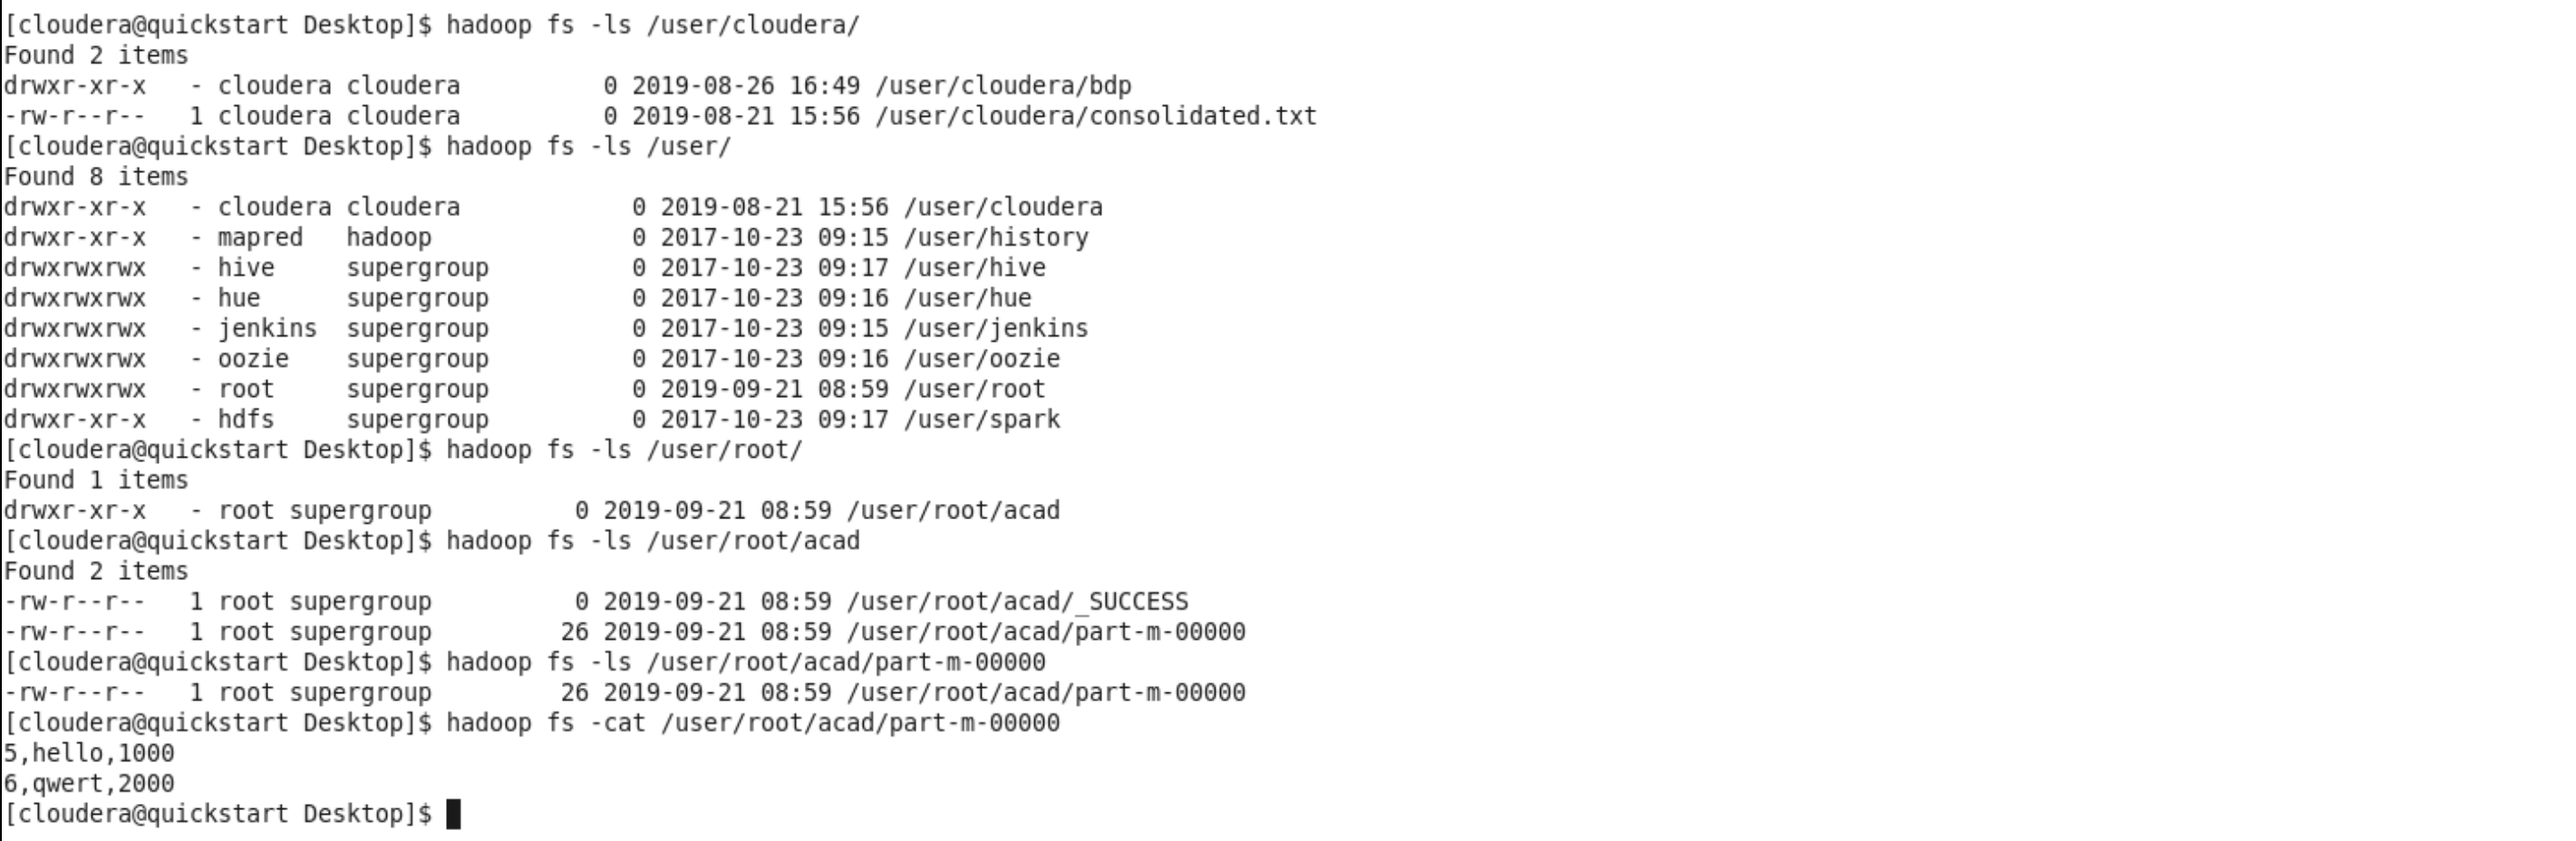 [cloudera@quickstart Desktop]$ hadoop fs -ls /user/cloudera/
Found 2 items
drwxr-xr-x   - cloudera cloudera          0 2019-08-26 16:49 /user/cloudera/bdp
-rw-r--r--   1 cloudera cloudera          0 2019-08-21 15:56 /user/cloudera/consolidated.txt
[cloudera@quickstart Desktop]$ hadoop fs -ls /user/
Found 8 items
drwxr-xr-x   - cloudera cloudera            0 2019-08-21 15:56 /user/cloudera
drwxr-xr-x   - mapred   hadoop              0 2017-10-23 09:15 /user/history
drwxrwxrwx   - hive     supergroup          0 2017-10-23 09:17 /user/hive
drwxrwxrwx   - hue      supergroup          0 2017-10-23 09:16 /user/hue
drwxrwxrwx   - jenkins  supergroup          0 2017-10-23 09:15 /user/jenkins
drwxrwxrwx   - oozie    supergroup          0 2017-10-23 09:16 /user/oozie
drwxrwxrwx   - root     supergroup          0 2019-09-21 08:59 /user/root
drwxr-xr-x   - hdfs     supergroup          0 2017-10-23 09:17 /user/spark
[cloudera@quickstart Desktop]$ hadoop fs -ls /user/root/
Found 1 items
drwxr-xr-x   - root supergroup          0 2019-09-21 08:59 /user/root/acad
[cloudera@quickstart Desktop]$ hadoop fs -ls /user/root/acad
Found 2 items
-rw-r--r--   1 root supergroup          0 2019-09-21 08:59 /user/root/acad/_SUCCESS
-rw-r--r--   1 root supergroup         26 2019-09-21 08:59 /user/root/acad/part-m-00000
[cloudera@quickstart Desktop]$ hadoop fs -ls /user/root/acad/part-m-00000
-rw-r--r--   1 root supergroup         26 2019-09-21 08:59 /user/root/acad/part-m-00000
[cloudera@quickstart Desktop]$ hadoop fs -cat /user/root/acad/part-m-00000
5,hello,1000
6,qwert,2000
[cloudera@quickstart Desktop]$